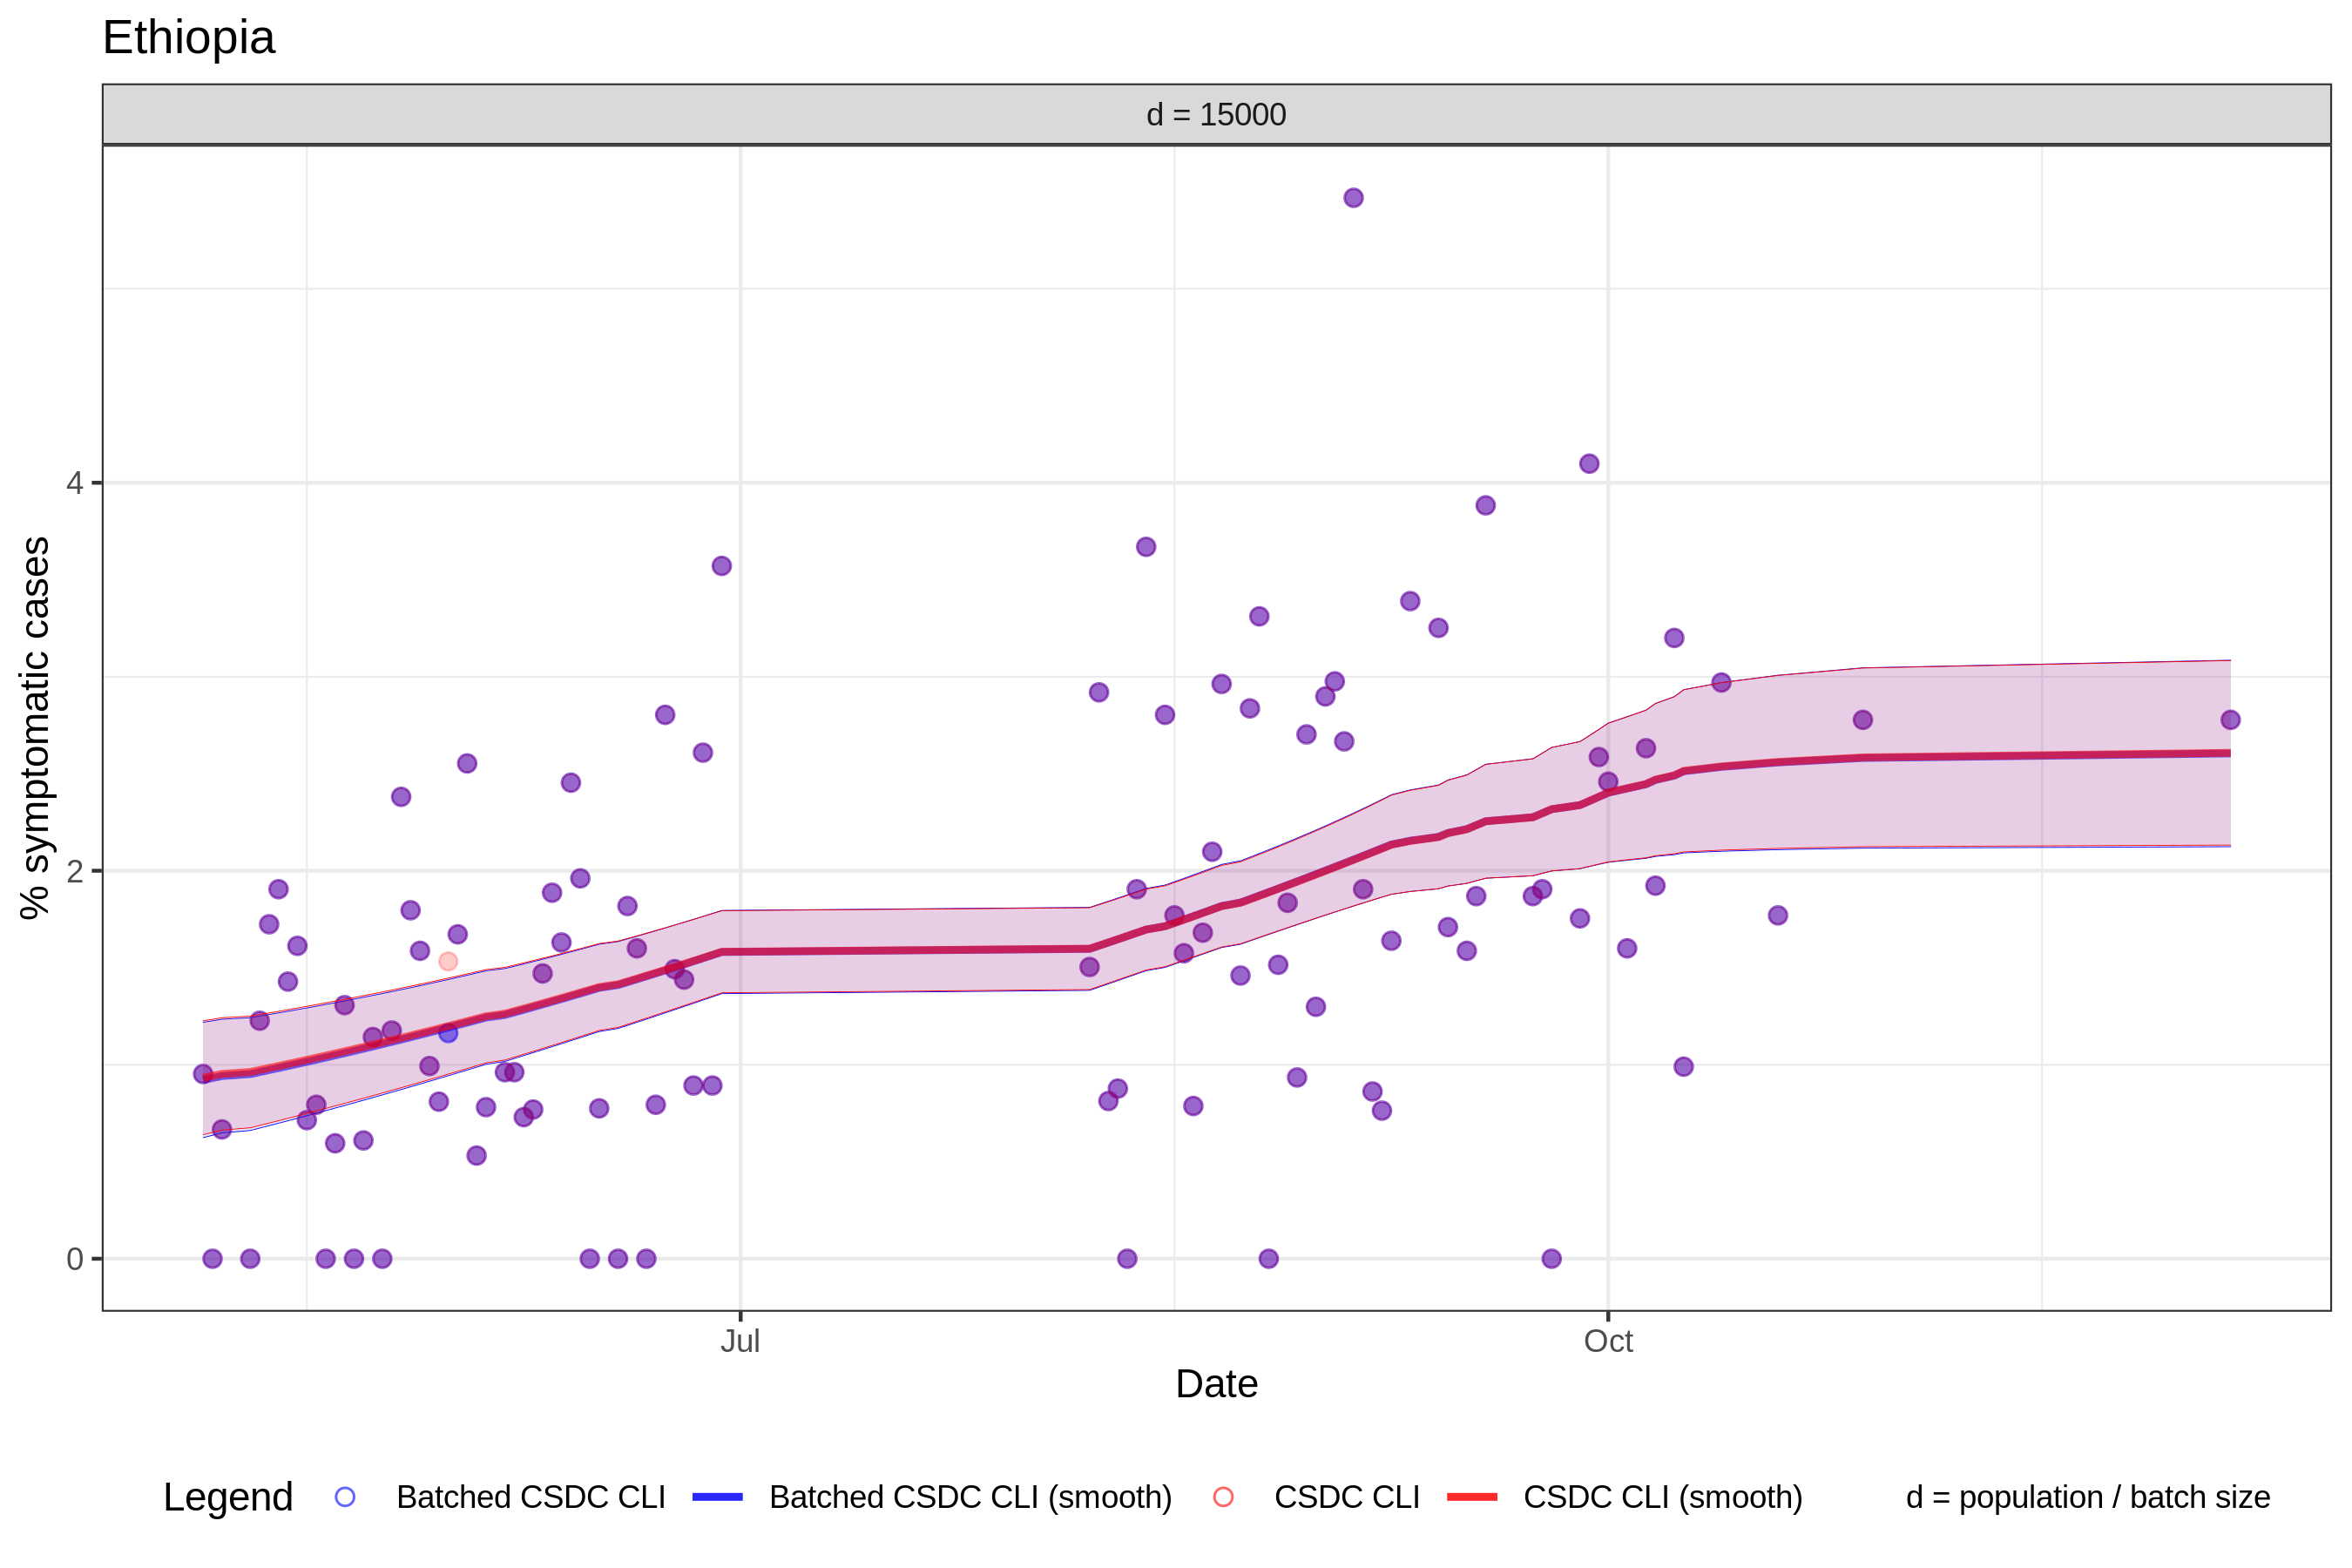 Ethiopia
d = 15000
% symptomatic cases
4
2
0
Jul
Oct
Date
Legend
Batched CSDC CLI
Batched CSDC CLI (smooth)
CSDC CLI
CSDC CLI (smooth)
d = population / batch size